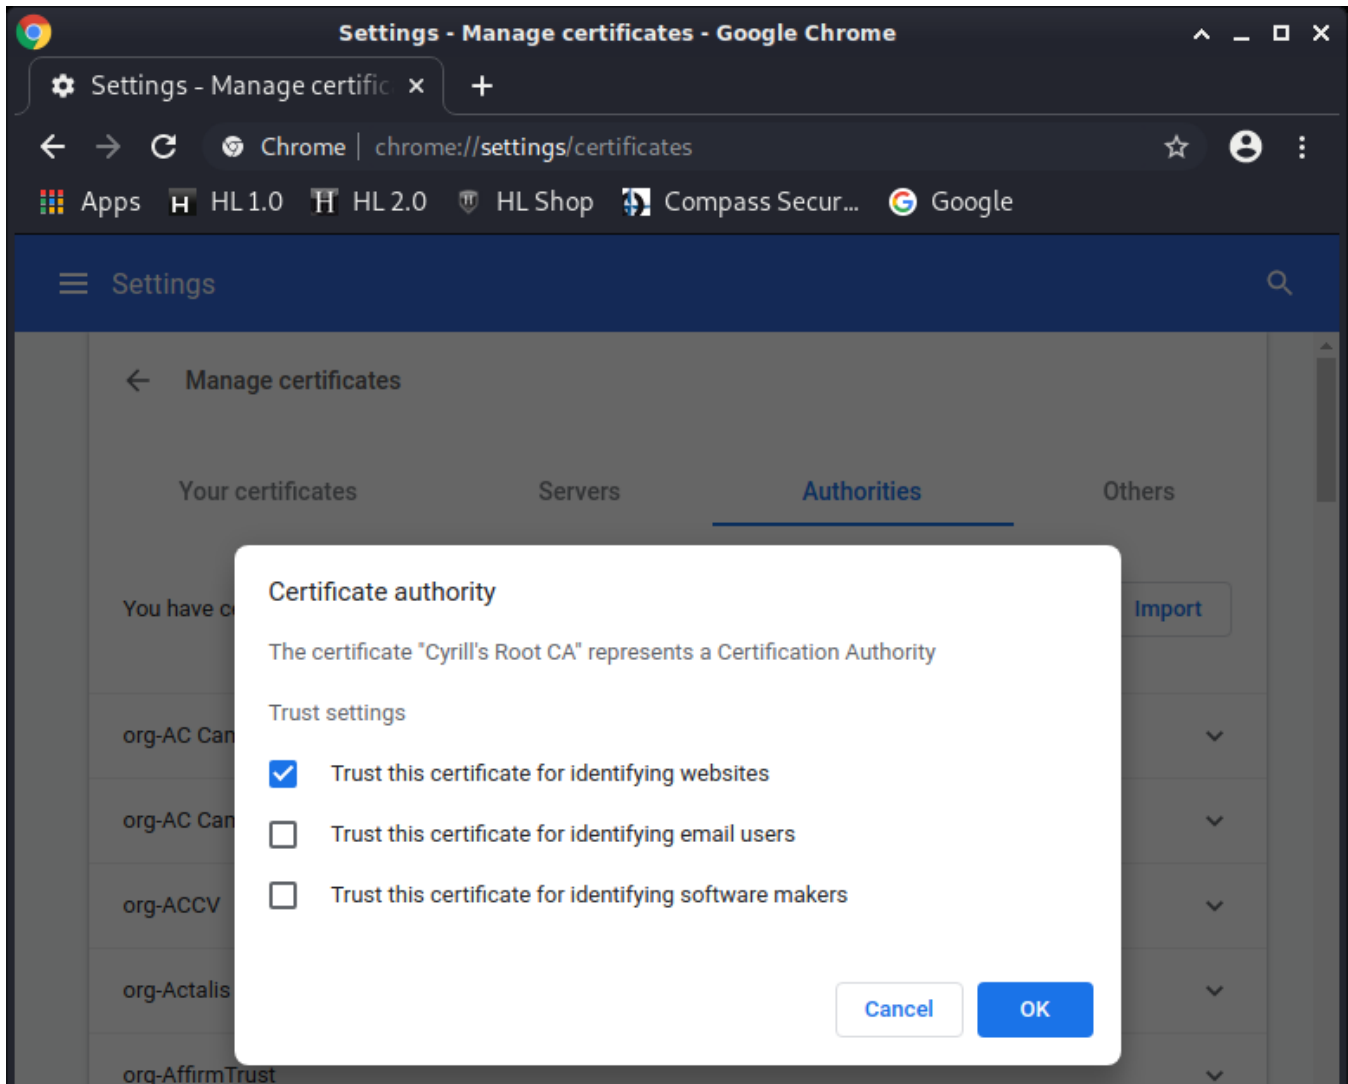 Settings - Manage certificates - Google Chrome
Settings - Manage certific
Chrome | chrome://settings/certificates
Apps HL 1.0 HL 2.0 HL Shop Compass Secur... Google
Settings
Manage certificates
Your certificates Servers Authorities Others
You have c
Import
Certificate authority
The certificate "Cyrill's Root CA" represents a Certification Authority
Trust settings
Trust this certificate for identifying websites
Trust this certificate for identifying email users
Trust this certificate for identifying software makers
Cancel OK
org-AC Can
org-AC Can
org-ACCV
org-Actalis
org-AffirmTrust